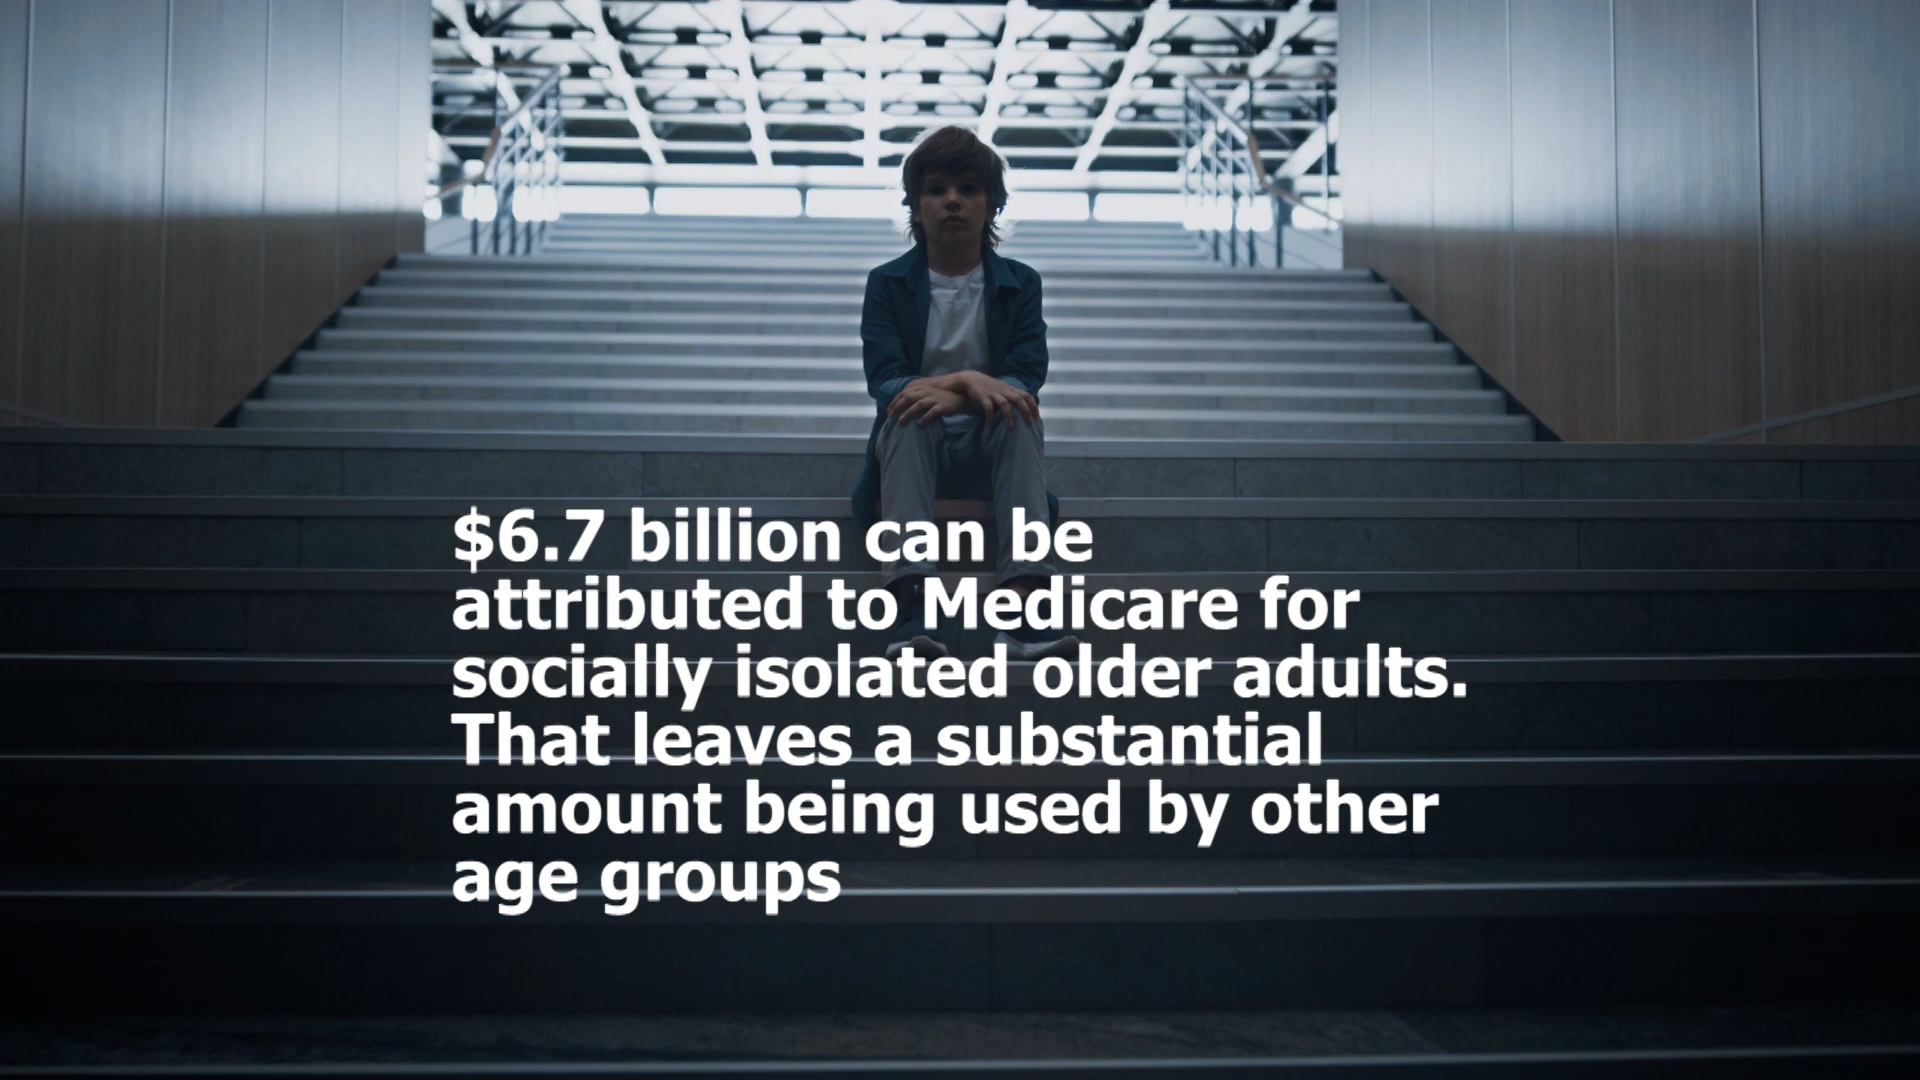 $6.7 billion can be
attributed to Medicare for
socially isolated older adults.
That leaves a substantial
amount being used by other
age groups